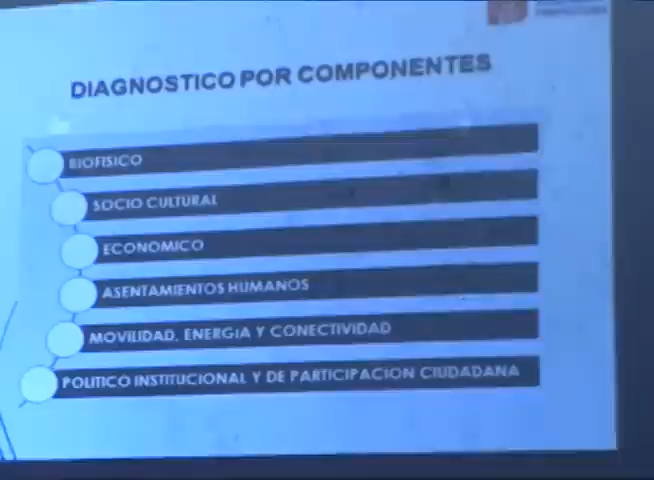 DIAGNOSTICO POR COMPONENTES
BIOFISICO
SOCIO CULTURAL
ECONOMICO
ASENTAMIENTOS HUMANOS
MOVILIDAD, ENERGIA Y CONECTIVIDAD
POLITICO INSTITUCIONAL Y DE PARTICIPACION CIUDADANA